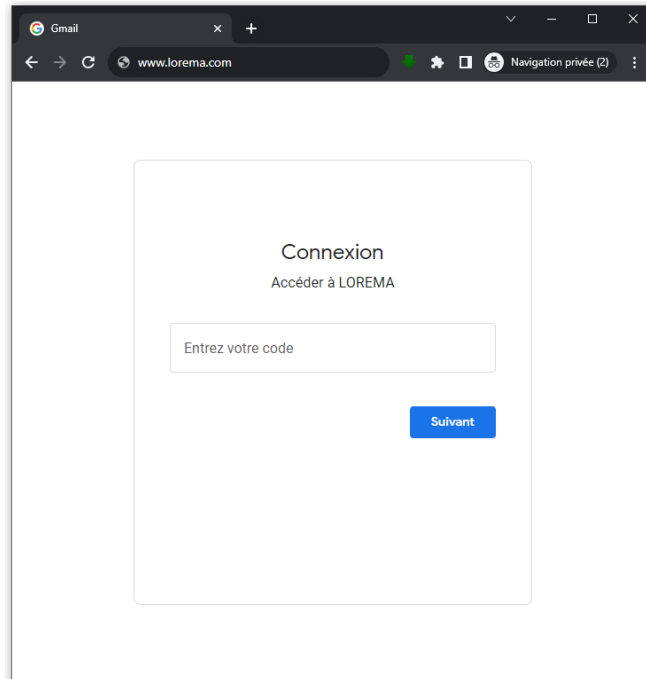 Gmail
www.lorema.com
Navigation privée (2)
Connexion
Accéder à LOREMA
Entrez votre code
Suivant